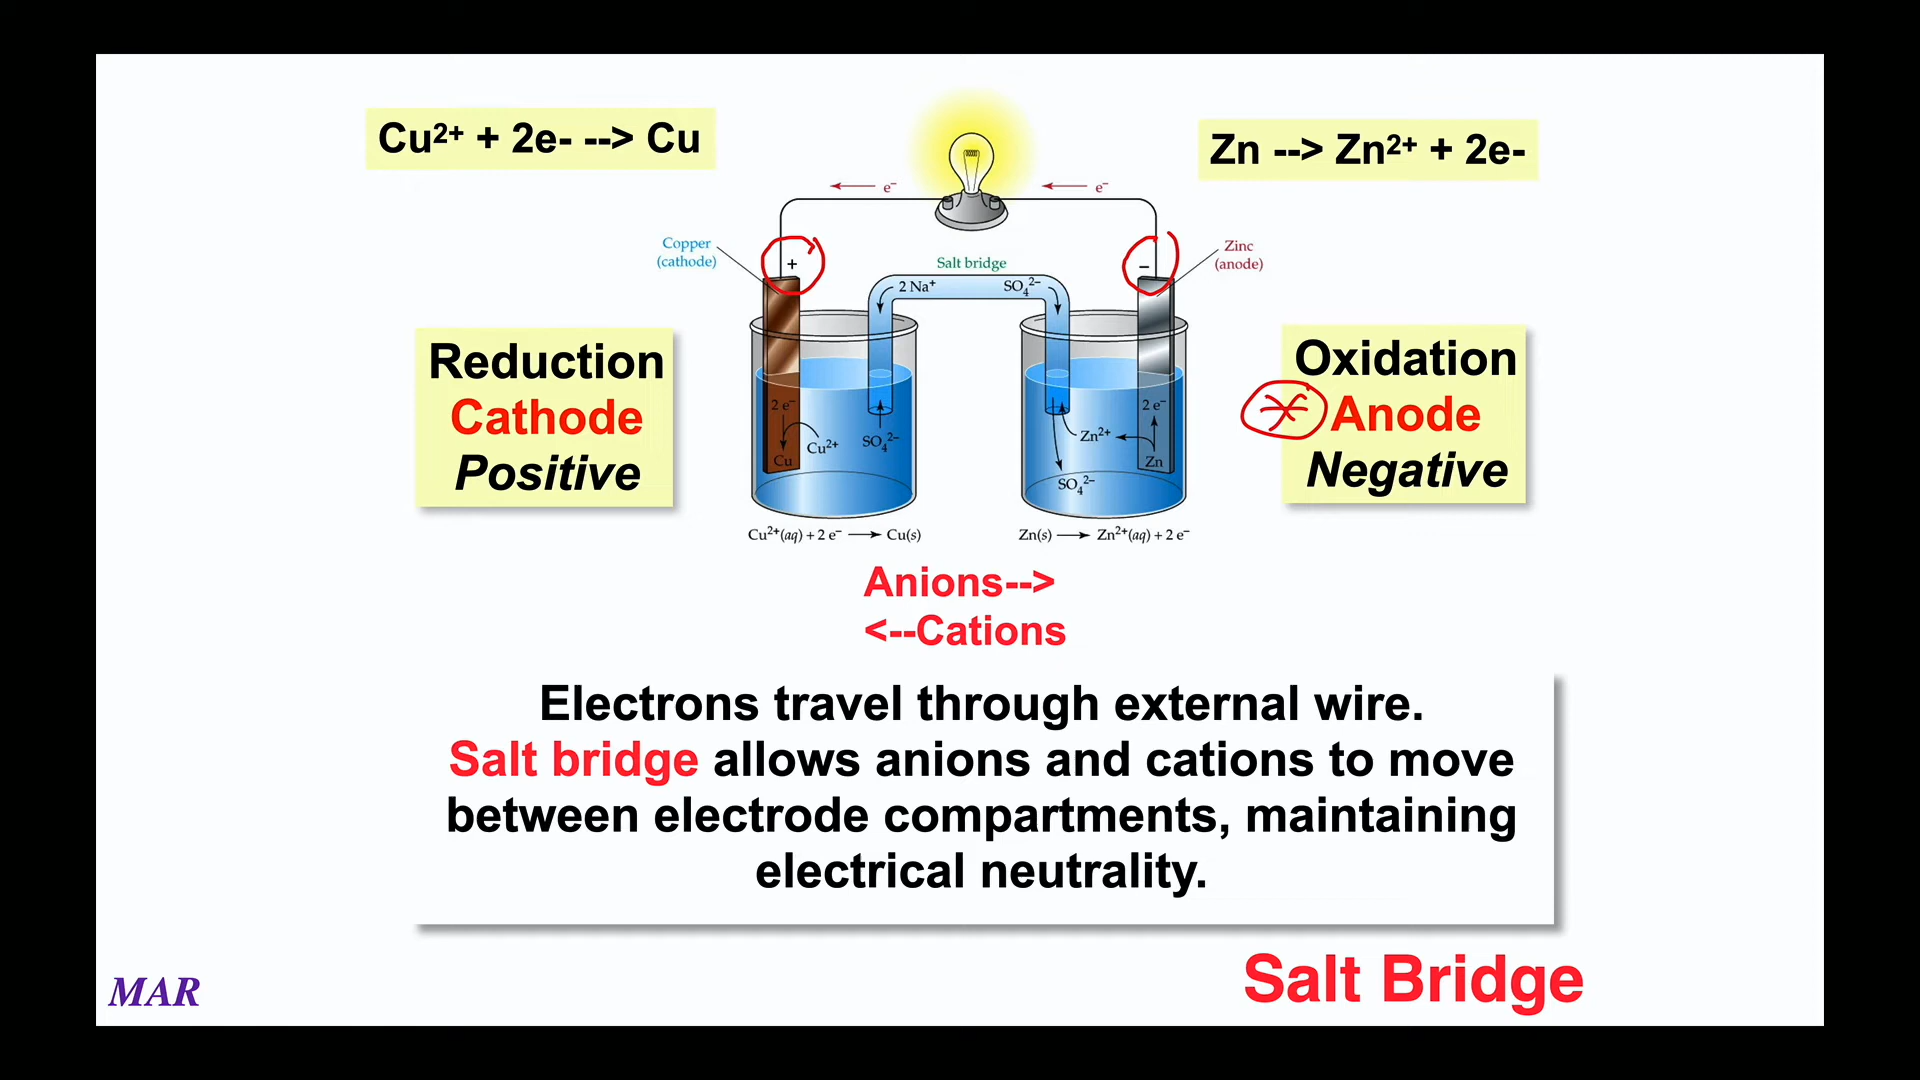 Cu²⁺ + 2e- --> Cu
Zn --> Zn²⁺ + 2e-
e⁻
e⁻
Copper
(cathode)
+
Salt bridge
−
Zinc
(anode)
2 Na⁺
SO₄²⁻
Reduction
Cathode
Positive
2 e⁻
Cu²⁺
Cu
SO₄²⁻
Zn²⁺
2 e⁻
Zn
SO₄²⁻
Oxidation
Anode
Negative
Cu²⁺(aq) + 2 e⁻ ⟶ Cu(s)
Zn(s) ⟶ Zn²⁺(aq) + 2 e⁻
Anions-->
<--Cations
Electrons travel through external wire.
Salt bridge allows anions and cations to move
between electrode compartments, maintaining
electrical neutrality.
MAR
Salt Bridge